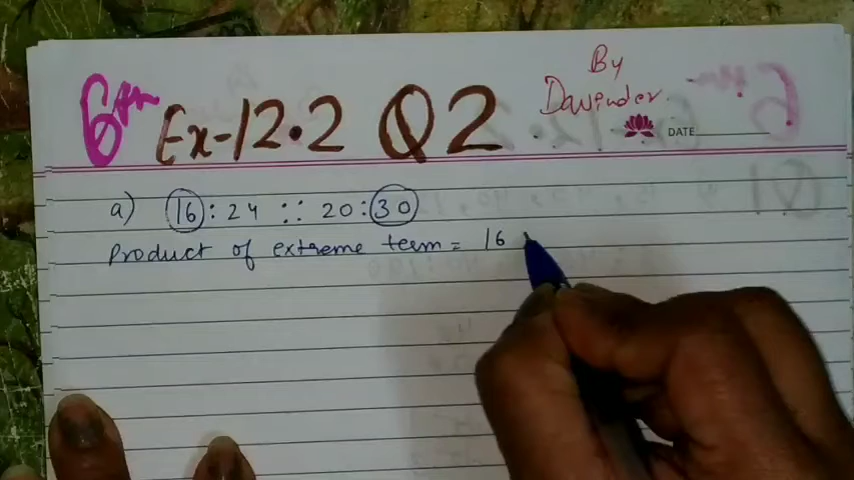 6th Ex-12.2 Q2 By Davinder
DATE
a) 16 : 24 :: 20 : 30
Product of extreme term = 16